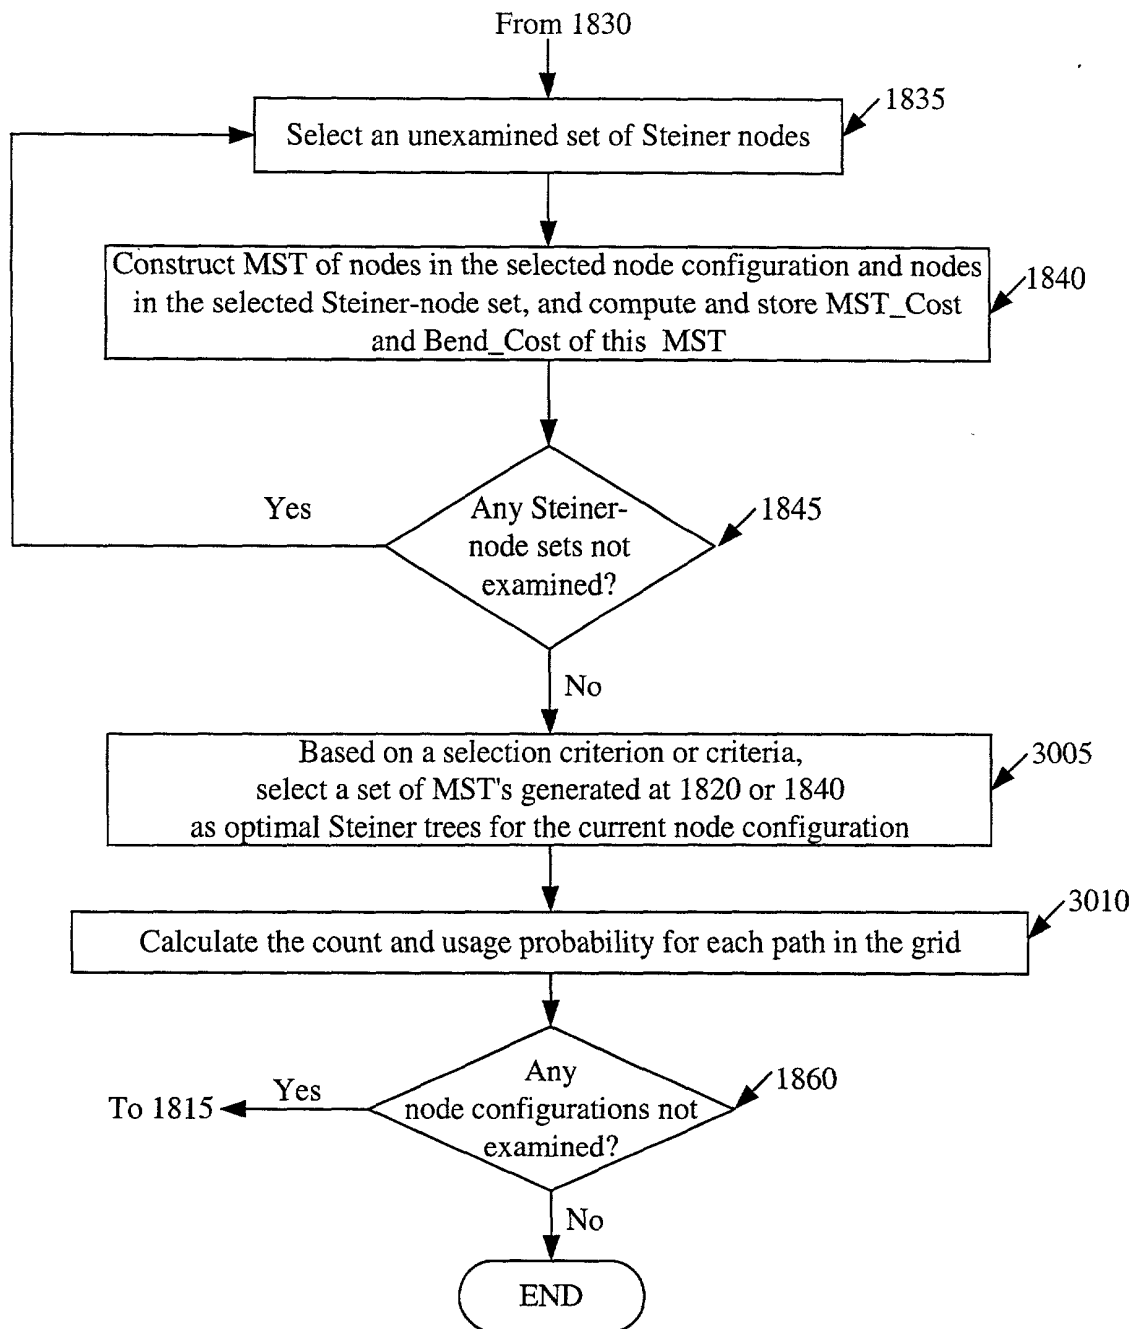 From 1830
1835
Select an unexamined set of Steiner nodes
Construct MST of nodes in the selected node configuration and nodes
in the selected Steiner-node set, and compute and store MST_Cost
and Bend_Cost of this MST
1840
Yes
Any Steiner-
node sets not
examined?
1845
No
Based on a selection criterion or criteria,
select a set of MST's generated at 1820 or 1840
as optimal Steiner trees for the current node configuration
3005
3010
Calculate the count and usage probability for each path in the grid
To 1815
Yes
Any
node configurations not
examined?
1860
No
END